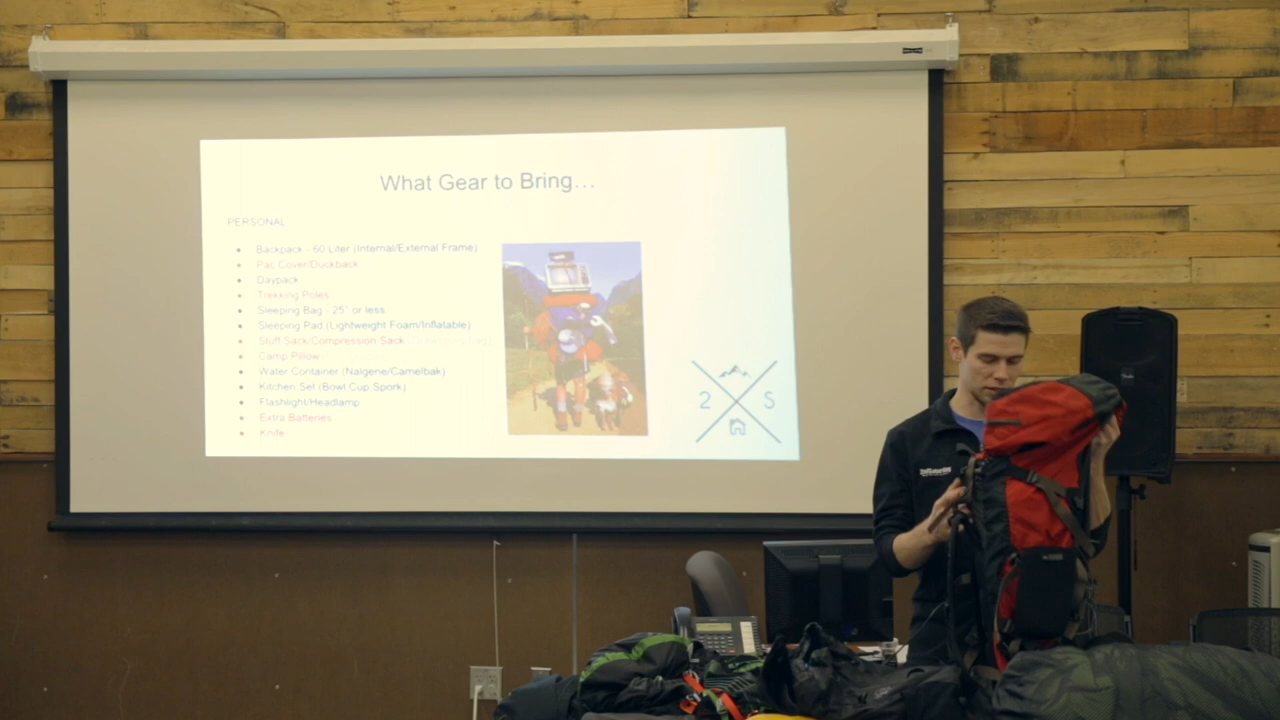 What Gear to Bring…
PERSONAL
Backpack - 60 Liter (Internal/External Frame)
Pac Cover/Duckback
Daypack
Trekking Poles
Sleeping Bag - 25° or less
Sleeping Pad (Lightweight Foam/Inflatable)
Stuff Sack/Compression Sack
Camp Pillow
Water Container (Nalgene/Camelbak)
Kitchen Set (Bowl,Cup,Spork)
Flashlight/Headlamp
Extra Batteries
Knife
2 S